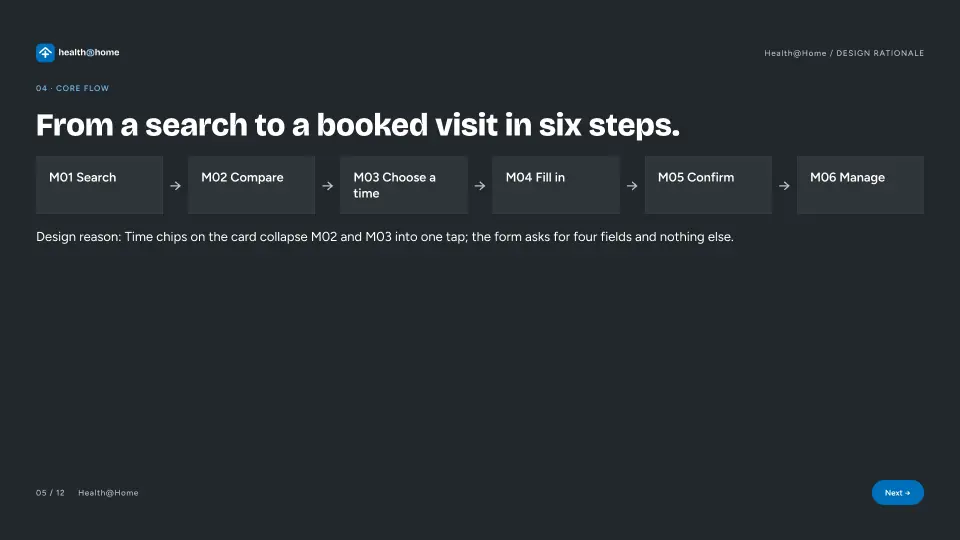 health@home
Health@Home / DESIGN RATIONALE
04 · CORE FLOW
From a search to a booked visit in six steps.
M01 Search
→
M02 Compare
→
M03 Choose a
time
→
M04 Fill in
→
M05 Confirm
→
M06 Manage
Design reason: Time chips on the card collapse M02 and M03 into one tap; the form asks for four fields and nothing else.
05 / 12 Health@Home
Next →